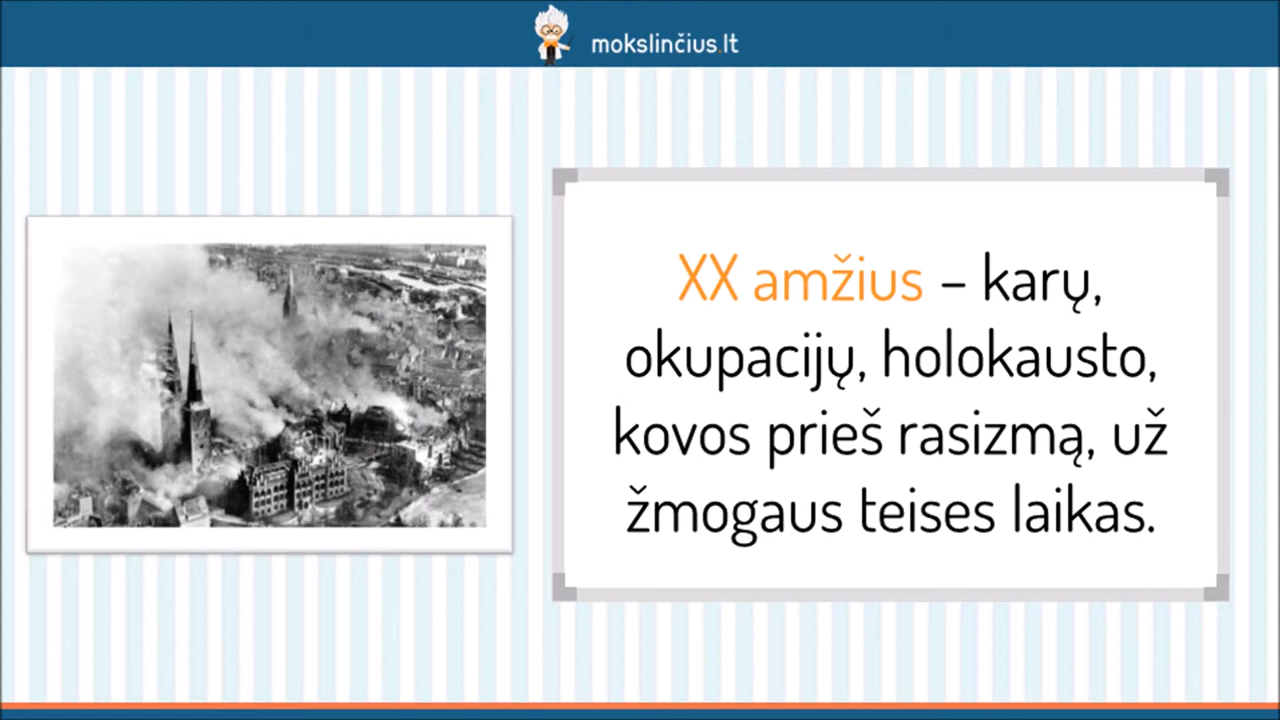 mokslinčius.lt
XX amžius – karų,
okupacijų, holokausto,
kovos prieš rasizmą, už
žmogaus teises laikas.